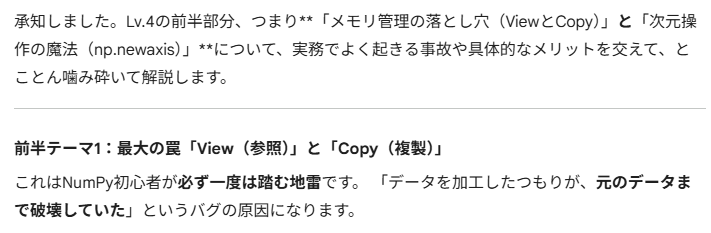 承知しました。Lv.4の前半部分、つまり**「メモリ管理の落とし穴（ViewとCopy）」と「次元操
作の魔法（np.newaxis）」**について、実務でよく起きる事故や具体的なメリットを交えて、と
ことん噛み砕いて解説します。
前半テーマ1：最大の罠「View（参照）」と「Copy（複製）」
これはNumPy初心者が必ず一度は踏む地雷です。 「データを加工したつもりが、元のデータま
で破壊していた」というバグの原因になります。